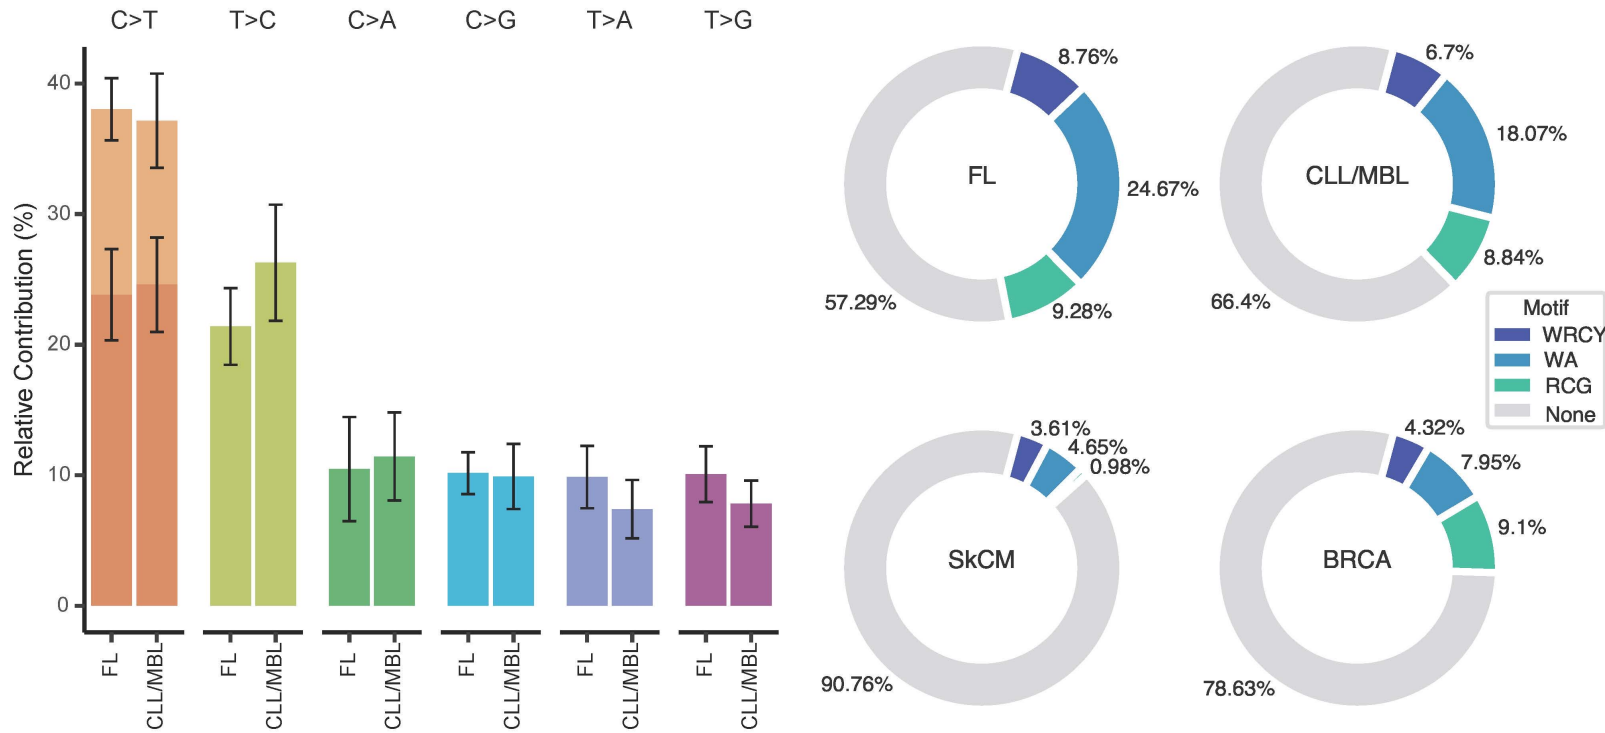 C>T T>C C>A C>G T>A T>G
Relative Contribution (%)
40
30
20
10
0
FL
CLL/MBL
FL
CLL/MBL
FL
CLL/MBL
FL
CLL/MBL
FL
CLL/MBL
FL
CLL/MBL
FL
8.76%
24.67%
9.28%
57.29%
CLL/MBL
6.7%
18.07%
8.84%
66.4%
Motif
WRCY
WA
RCG
None
SkCM
3.61%
4.65%
0.98%
90.76%
BRCA
4.32%
7.95%
9.1%
78.63%